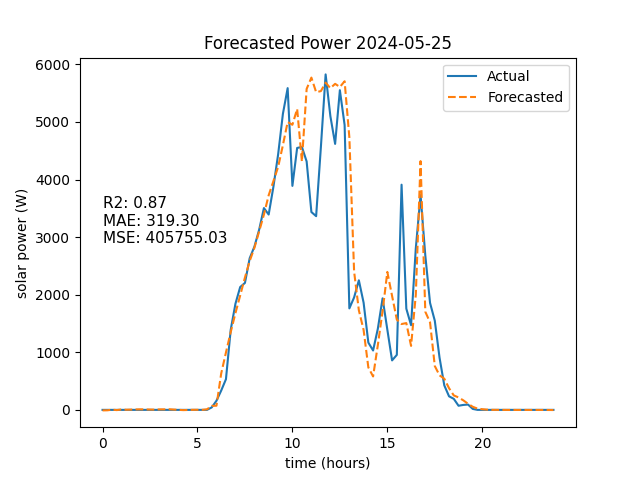 Forecasted Power 2024-05-25
Actual
Forecasted
R2: 0.87
MAE: 319.30
MSE: 405755.03
solar power (W)
6000
5000
4000
3000
2000
1000
0
0 5 10 15 20
time (hours)